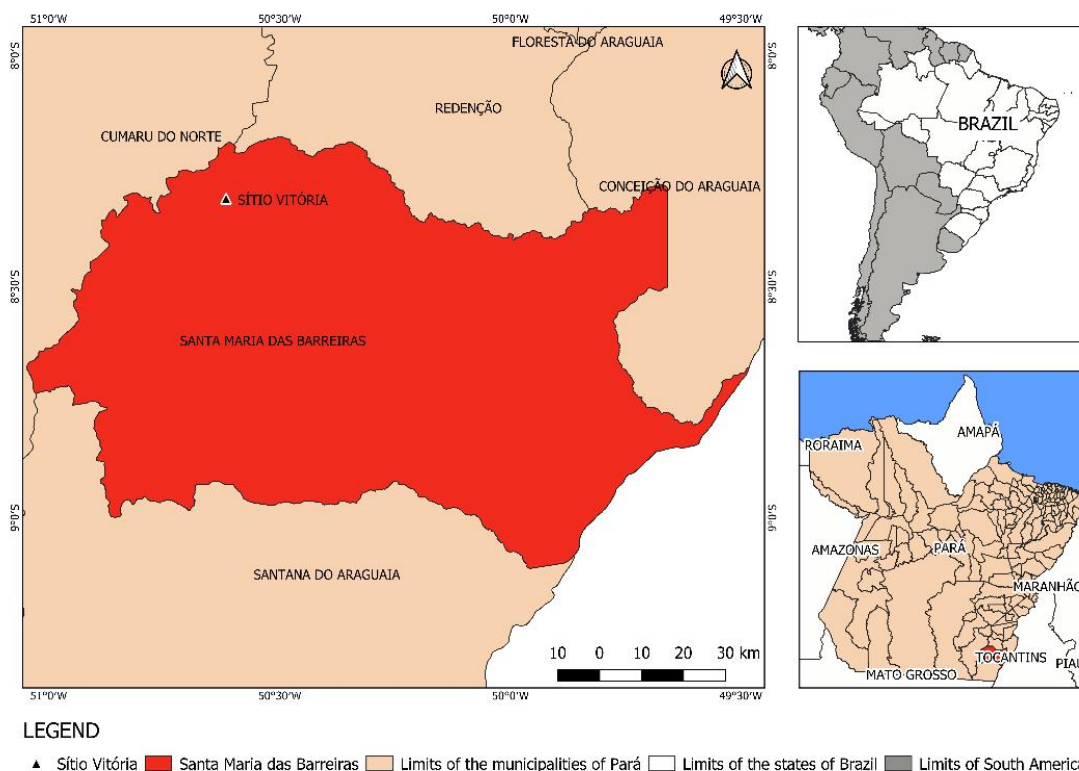 51°0'W 50°30'W 50°0'W 49°30'W
8°0'S
8°0'S
FLORESTA DO ARAGUAIA
REDENÇÃO
CUMARU DO NORTE
CONCEIÇÃO DO ARAGUAIA
SÍTIO VITÓRIA
8°30'S
8°30'S
SANTA MARIA DAS BARREIRAS
9°0'S
9°0'S
SANTANA DO ARAGUAIA
10 0 10 20 30 km
51°0'W 50°30'W 50°0'W 49°30'W
BRAZIL
AMAPÁ
RORAIMA
AMAZONAS
PARÁ
MARANHÃO
TOCANTINS
PIAU
MATO GROSSO
LEGEND
Sítio Vitória Santa Maria das Barreiras Limits of the municipalities of Pará Limits of the states of Brazil Limits of South America